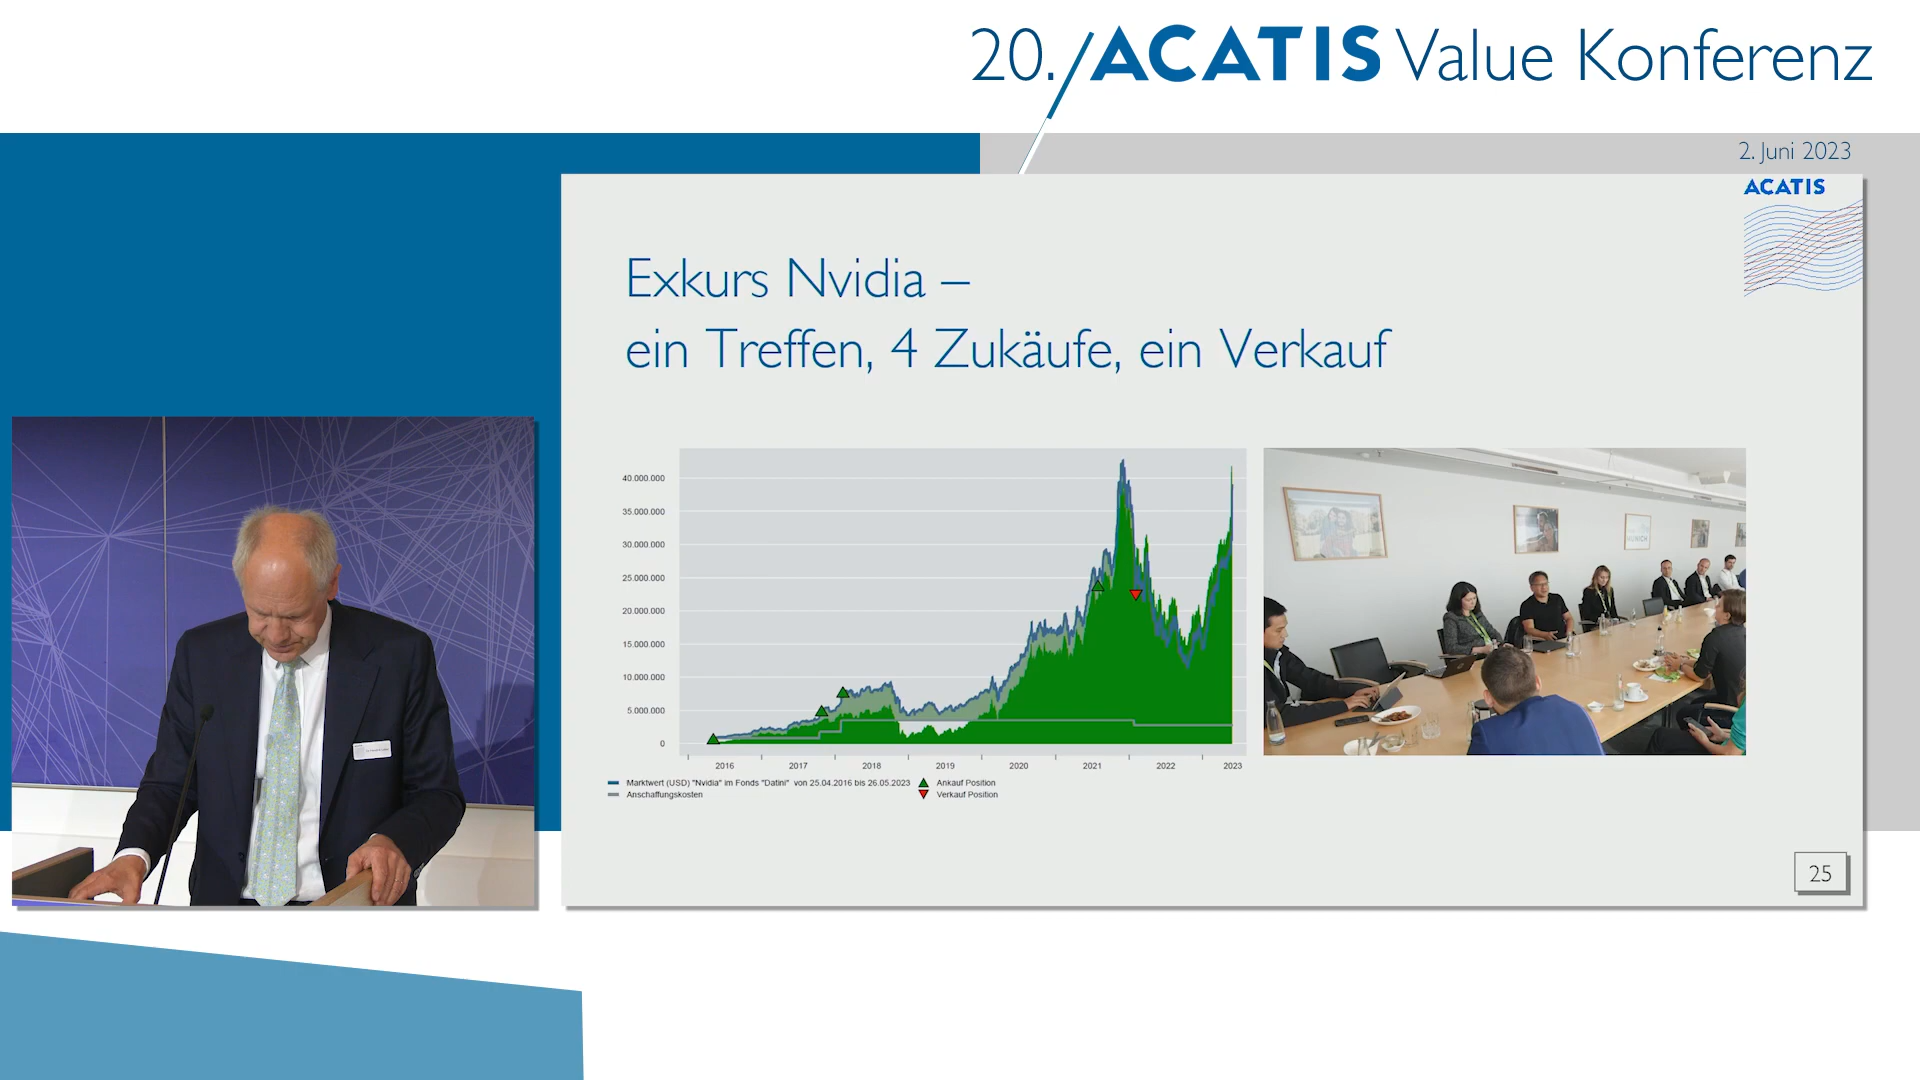 20. ACATIS Value Konferenz
2. Juni 2023
ACATIS
Exkurs Nvidia –
ein Treffen, 4 Zukäufe, ein Verkauf
40.000.000
35.000.000
30.000.000
25.000.000
20.000.000
15.000.000
10.000.000
5.000.000
0
2016 2017 2018 2019 2020 2021 2022 2023
Marktwert (USD) "Nvidia" im Fonds "Datini" von 25.04.2016 bis 26.05.2023
Anschaffungskosten
Ankauf Position
Verkauf Position
MUNICH
25